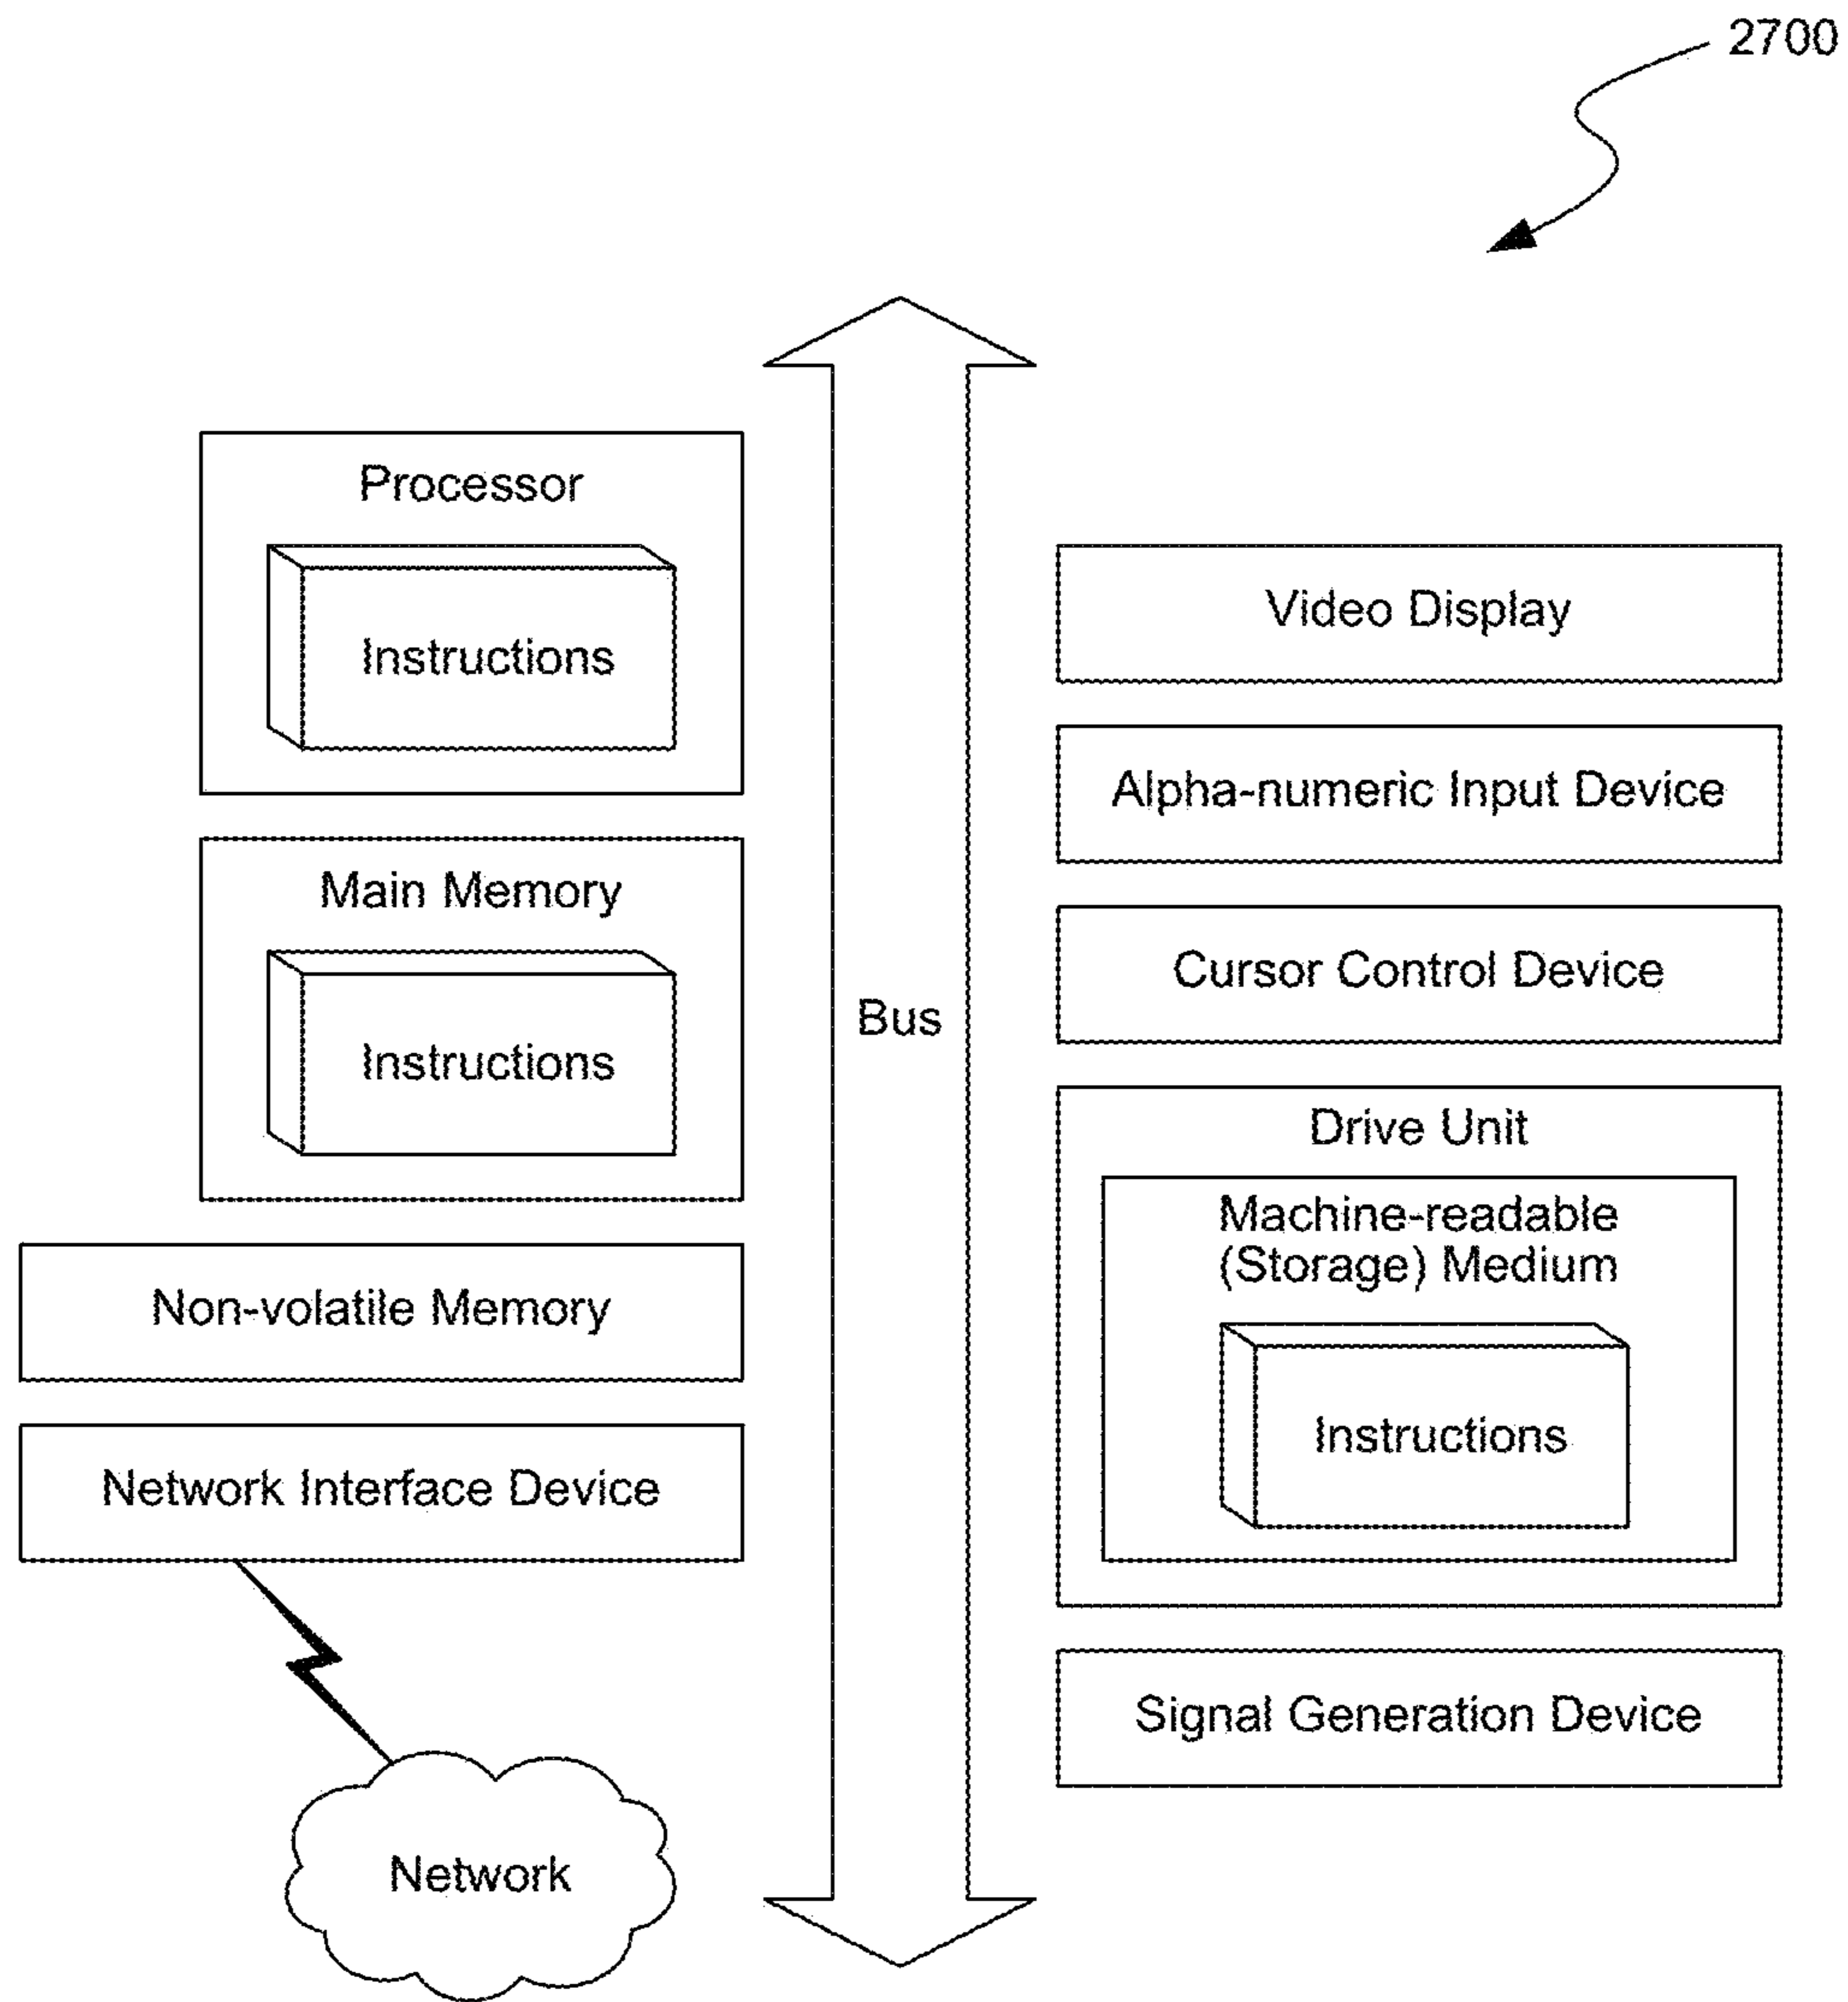 2700
Processor
Instructions
Main Memory
Instructions
Non-volatile Memory
Network Interface Device
Network
Bus
Video Display
Alpha-numeric Input Device
Cursor Control Device
Drive Unit
Machine-readable
(Storage) Medium
Instructions
Signal Generation Device